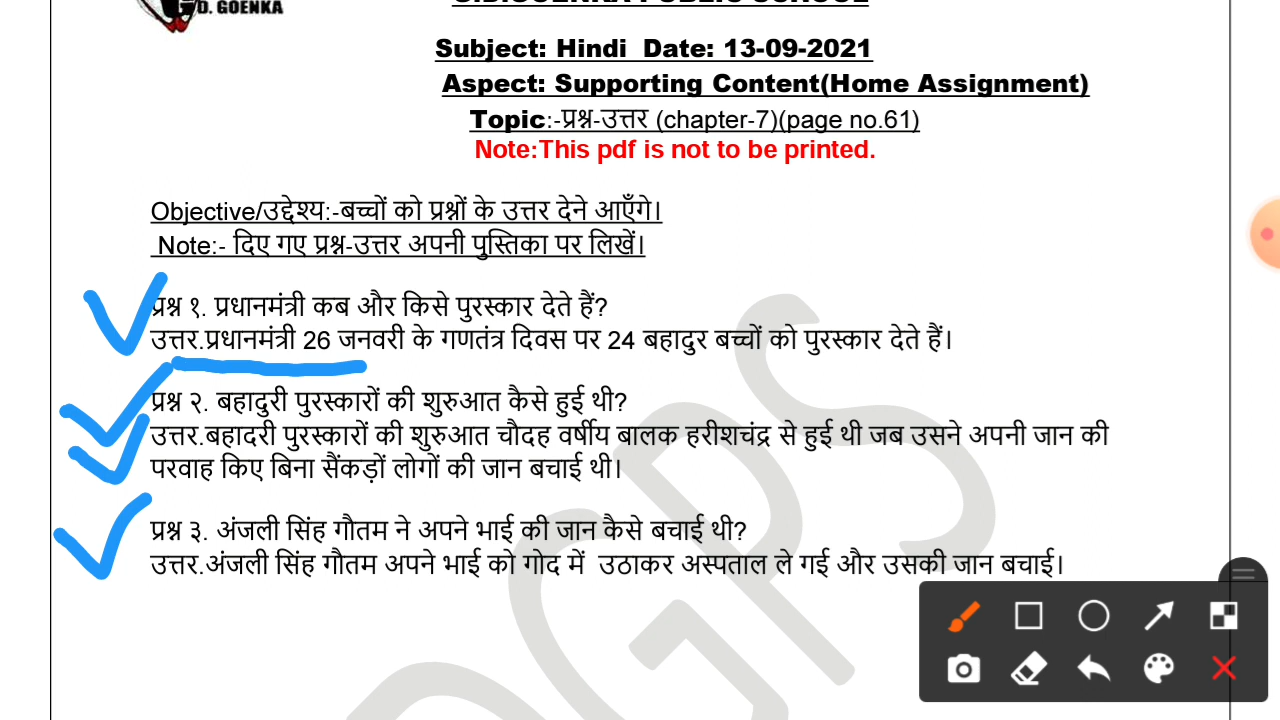 D. GOENKA
G.D.GOENKA PUBLIC SCHOOL
Subject: Hindi  Date: 13-09-2021
Aspect: Supporting Content(Home Assignment)
Topic:-प्रश्न-उत्तर (chapter-7)(page no.61)
Note:This pdf is not to be printed.
Objective/उद्देश्य:-बच्चों को प्रश्नों के उत्तर देने आएँगे।
Note:- दिए गए प्रश्न-उत्तर अपनी पुस्तिका पर लिखें।
प्रश्न १. प्रधानमंत्री कब और किसे पुरस्कार देते हैं?
उत्तर.प्रधानमंत्री 26 जनवरी के गणतंत्र दिवस पर 24 बहादुर बच्चों को पुरस्कार देते हैं।
प्रश्न २. बहादुरी पुरस्कारों की शुरुआत कैसे हुई थी?
उत्तर.बहादरी पुरस्कारों की शुरुआत चौदह वर्षीय बालक हरीशचंद्र से हुई थी जब उसने अपनी जान की
परवाह किए बिना सैंकड़ों लोगों की जान बचाई थी।
प्रश्न ३. अंजली सिंह गौतम ने अपने भाई की जान कैसे बचाई थी?
उत्तर.अंजली सिंह गौतम अपने भाई को गोद में  उठाकर अस्पताल ले गई और उसकी जान बचाई।
DGPS